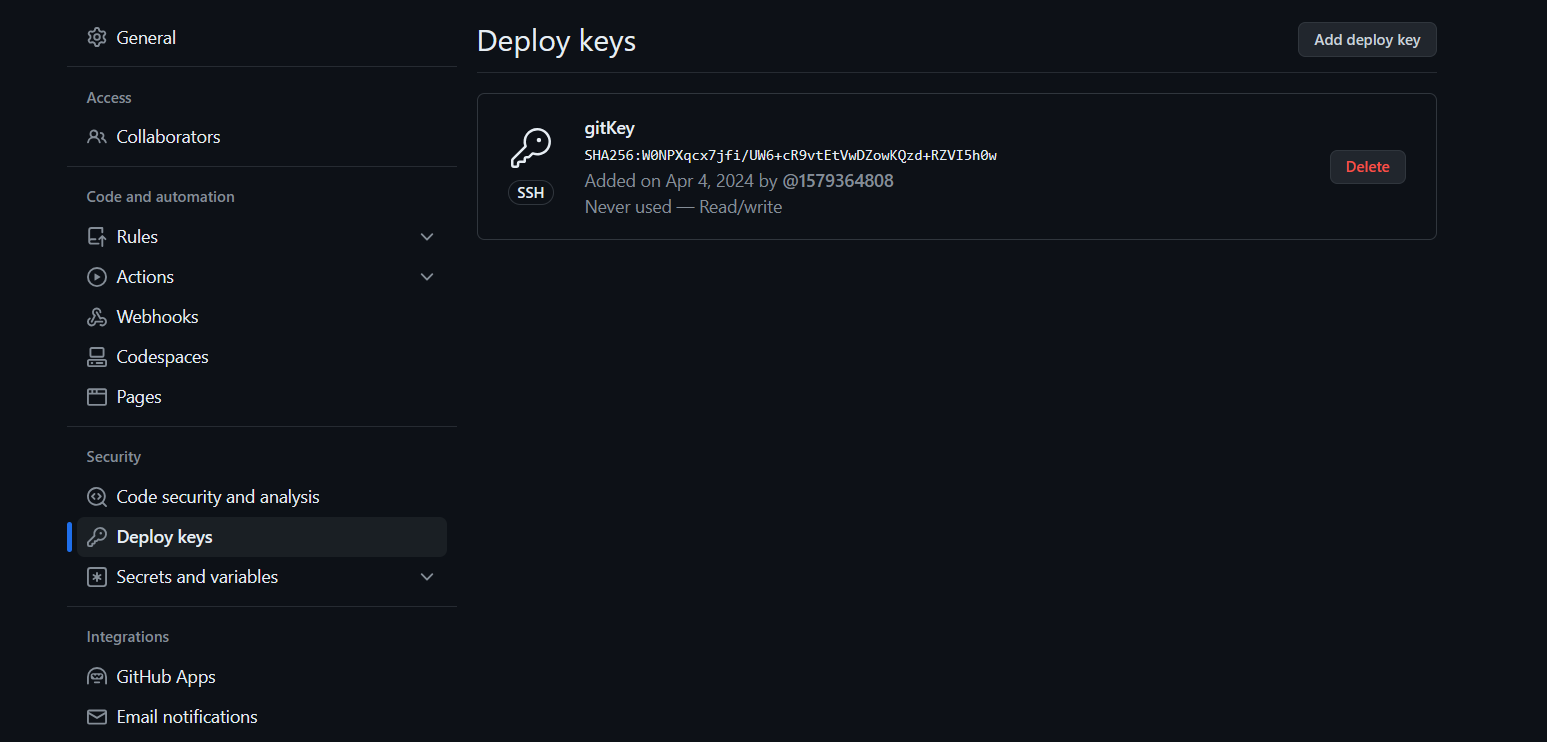 General
Access
Collaborators
Code and automation
Rules
Actions
Webhooks
Codespaces
Pages
Security
Code security and analysis
Deploy keys
Secrets and variables
Integrations
GitHub Apps
Email notifications
Deploy keys
Add deploy key
gitKey
SHA256:W0NPXqcx7jfi/UW6+cR9vtEtVwDZowKQzd+RZVI5h0w
Added on Apr 4, 2024 by @1579364808
Never used — Read/write
SSH
Delete